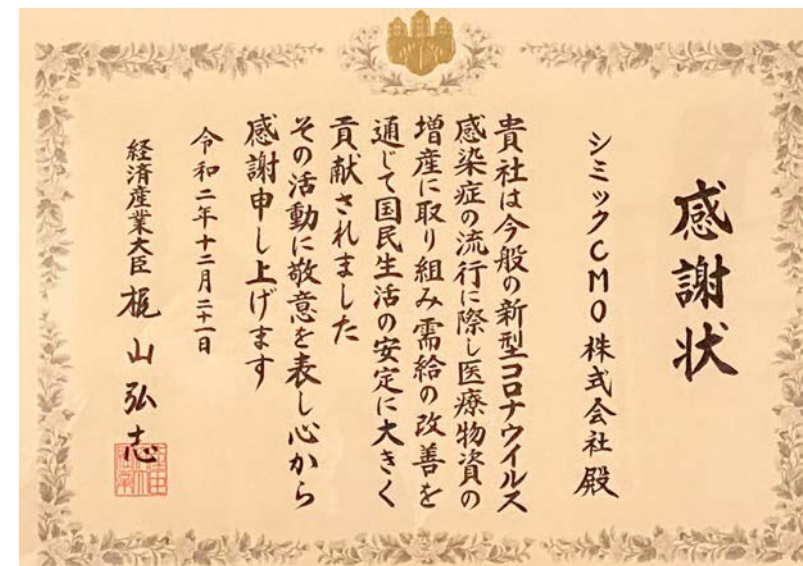 感謝状
シミックCMO株式会社殿
貴社は今般の新型コロナウイルス
感染症の流行に際し医療物資の
増産に取り組み需給の改善を
通じて国民生活の安定に大きく
貢献されました
その活動に敬意を表し心から
感謝申し上げます
令和二年十二月二十一日
経済産業大臣 梶山弘志